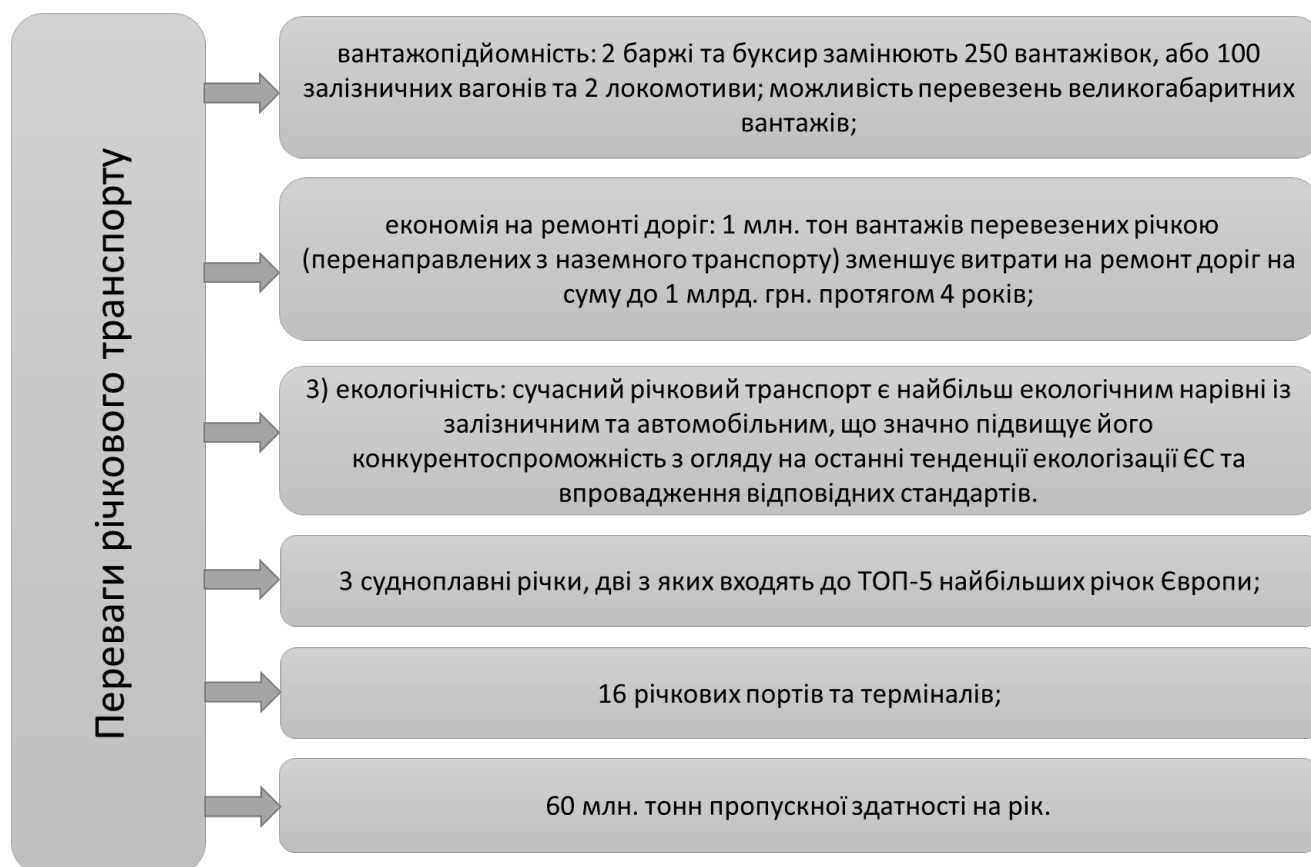 Переваги річкового транспорту
вантажопідйомність: 2 баржі та буксир замінюють 250 вантажівок, або 100
залізничних вагонів та 2 локомотиви; можливість перевезень великогабаритних
вантажів;
економія на ремонті доріг: 1 млн. тон вантажів перевезених річкою
(перенаправлених з наземного транспорту) зменшує витрати на ремонт доріг на
суму до 1 млрд. грн. протягом 4 років;
3) екологічність: сучасний річковий транспорт є найбільш екологічним нарівні із
залізничним та автомобільним, що значно підвищує його
конкурентоспроможність з огляду на останні тенденції екологізації ЄС та
впровадження відповідних стандартів.
3 судноплавні річки, дві з яких входять до ТОП-5 найбільших річок Європи;
16 річкових портів та терміналів;
60 млн. тонн пропускної здатності на рік.